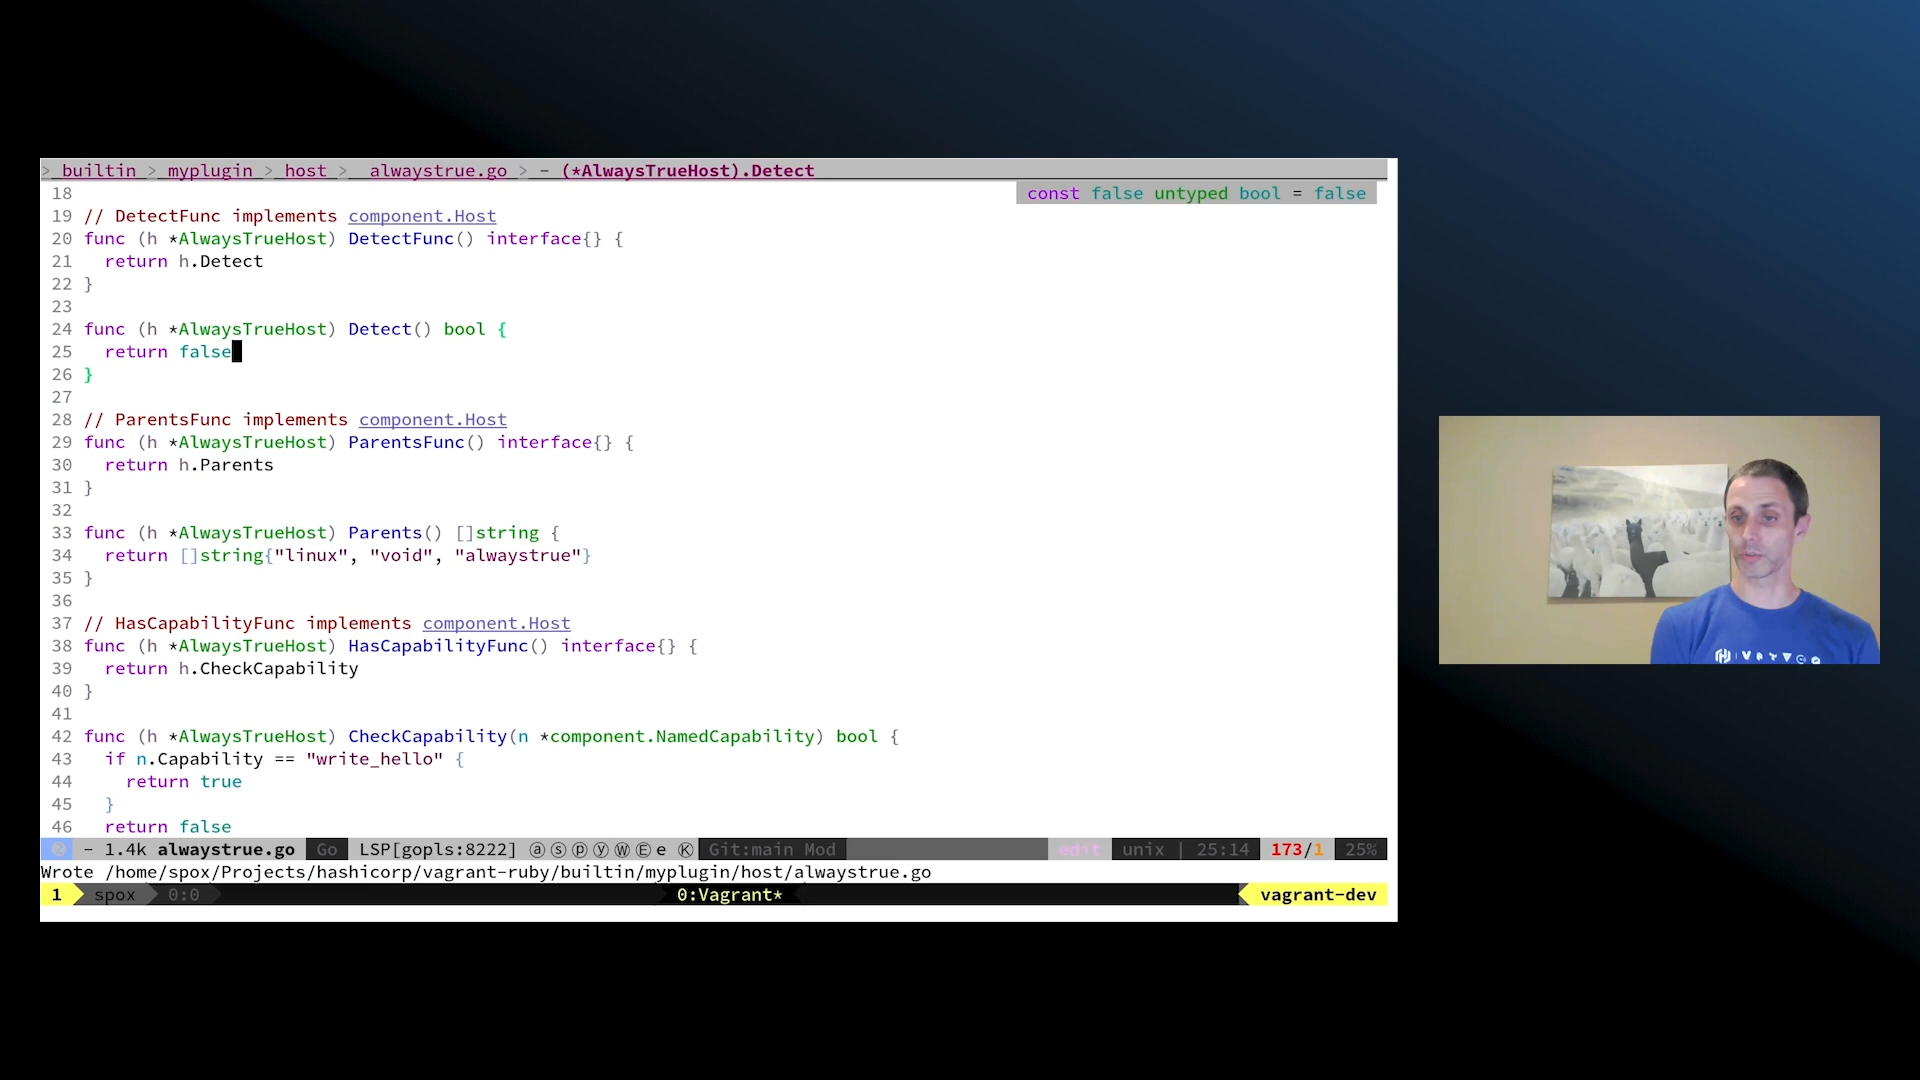 > builtin > myplugin > host > alwaystrue.go > - (*AlwaysTrueHost).Detect
18
const false untyped bool = false
19 // DetectFunc implements component.Host
20 func (h *AlwaysTrueHost) DetectFunc() interface{} {
21   return h.Detect
22 }
23
24 func (h *AlwaysTrueHost) Detect() bool {
25   return false
26 }
27
28 // ParentsFunc implements component.Host
29 func (h *AlwaysTrueHost) ParentsFunc() interface{} {
30   return h.Parents
31 }
32
33 func (h *AlwaysTrueHost) Parents() []string {
34   return []string{"linux", "void", "alwaystrue"}
35 }
36
37 // HasCapabilityFunc implements component.Host
38 func (h *AlwaysTrueHost) HasCapabilityFunc() interface{} {
39   return h.CheckCapability
40 }
41
42 func (h *AlwaysTrueHost) CheckCapability(n *component.NamedCapability) bool {
43   if n.Capability == "write_hello" {
44     return true
45   }
46   return false
❷ - 1.4k alwaystrue.go Go LSP[gopls:8222] ⓐⓢⓟⓨⓌⒺe Ⓚ Git:main Mod edit unix | 25:14 173/1 25%
Wrote /home/spox/Projects/hashicorp/vagrant-ruby/builtin/myplugin/host/alwaystrue.go
1 spox 0:0 0:Vagrant* vagrant-dev